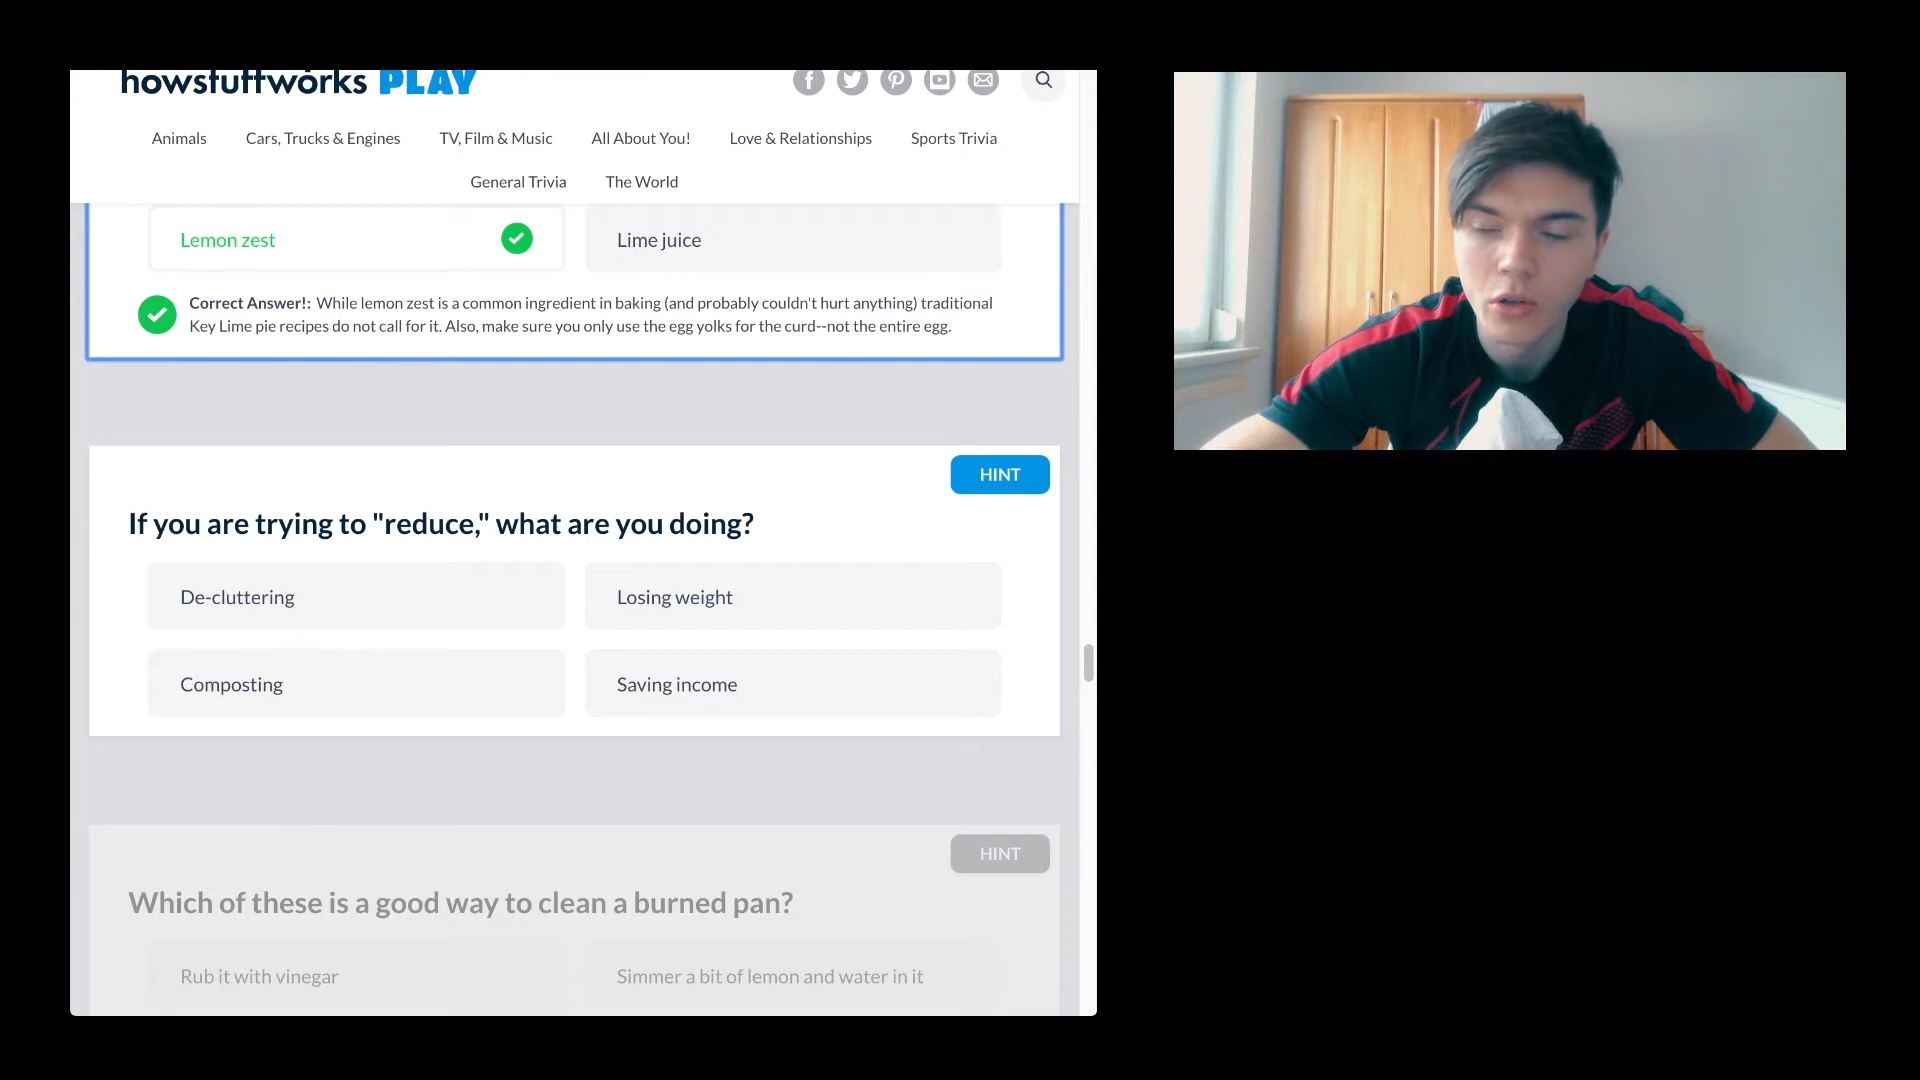 howstuffworks PLAY
Animals Cars, Trucks & Engines TV, Film & Music All About You! Love & Relationships Sports Trivia
General Trivia The World
Lemon zest Lime juice
Correct Answer!: While lemon zest is a common ingredient in baking (and probably couldn't hurt anything) traditional
Key Lime pie recipes do not call for it. Also, make sure you only use the egg yolks for the curd--not the entire egg.
HINT
If you are trying to "reduce," what are you doing?
De-cluttering Losing weight
Composting Saving income
HINT
Which of these is a good way to clean a burned pan?
Rub it with vinegar Simmer a bit of lemon and water in it